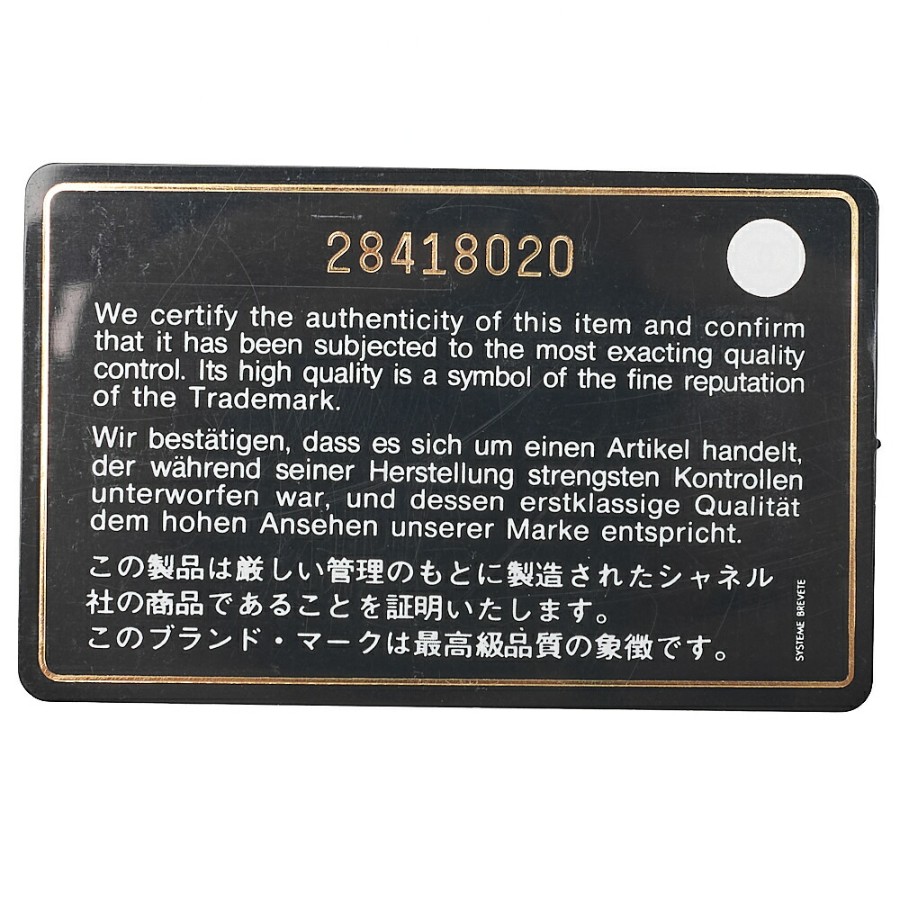 28418020
We certify the authenticity of this item and confirm
that it has been subjected to the most exacting quality
control. Its high quality is a symbol of the fine reputation
of the Trademark.
Wir bestätigen, dass es sich um einen Artikel handelt,
der während seiner Herstellung strengsten Kontrollen
unterworfen war, und dessen erstklassige Qualität
dem hohen Ansehen unserer Marke entspricht.
この製品は厳しい管理のもとに製造されたシャネル
社の商品であることを証明いたします。
このブランド・マークは最高級品質の象徴です。
SYSTEME BREVETE